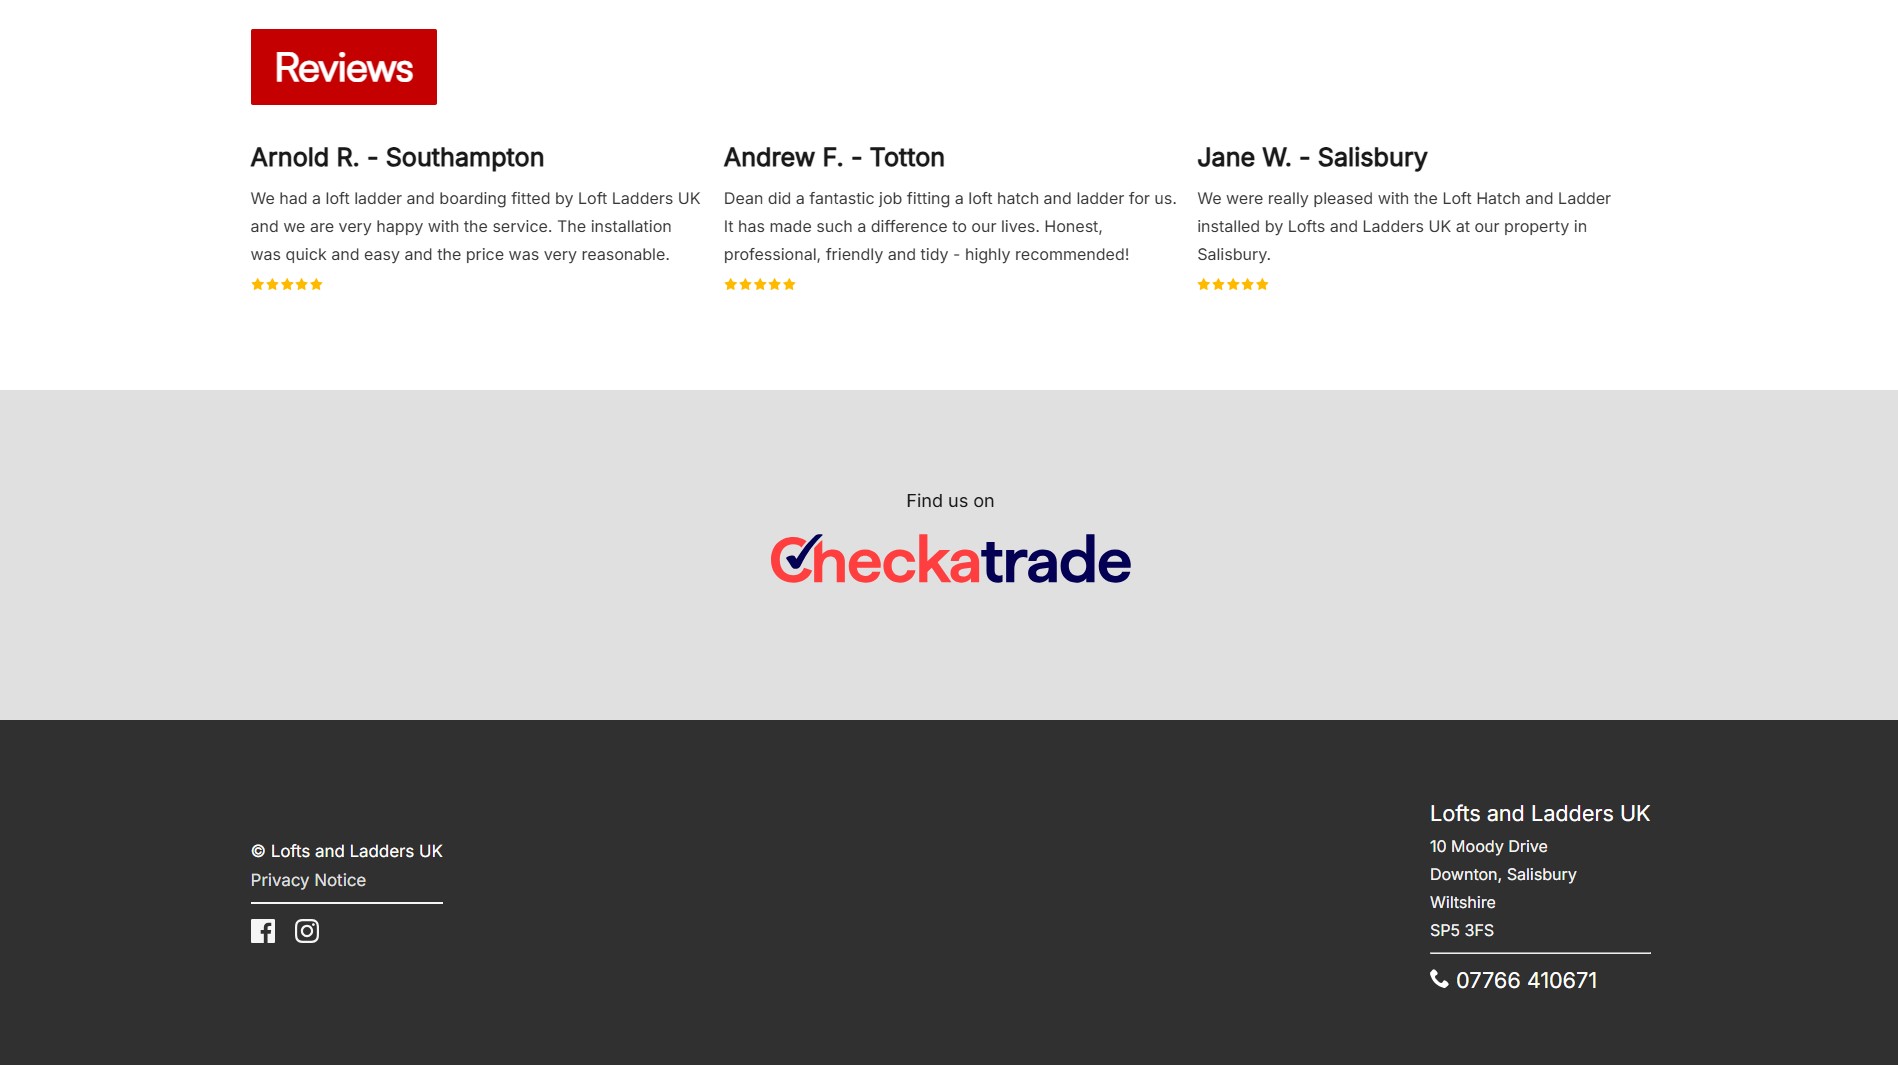 Reviews
Arnold R. - Southampton
We had a loft ladder and boarding fitted by Loft Ladders UK
and we are very happy with the service. The installation
was quick and easy and the price was very reasonable.
Andrew F. - Totton
Dean did a fantastic job fitting a loft hatch and ladder for us.
It has made such a difference to our lives. Honest,
professional, friendly and tidy - highly recommended!
Jane W. - Salisbury
We were really pleased with the Loft Hatch and Ladder
installed by Lofts and Ladders UK at our property in
Salisbury.
Find us on
Checkatrade
© Lofts and Ladders UK
Privacy Notice
Lofts and Ladders UK
10 Moody Drive
Downton, Salisbury
Wiltshire
SP5 3FS
07766 410671